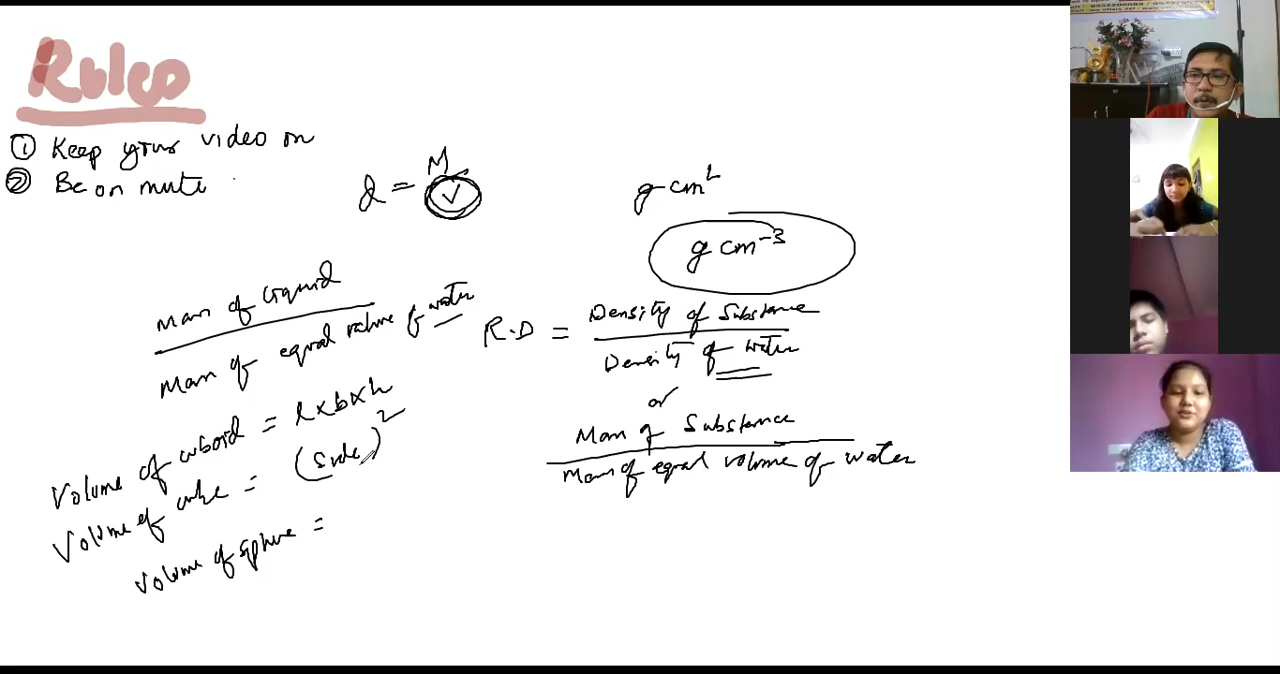 Rules
① Keep your video on
② Be on mute
d = M/V
g cm²
g cm⁻³
Mass of liquid
Mass of equal volume of water
R.D = Density of Substance
Density of water
or
Mass of Substance
Mass of equal volume of water
Volume of cuboid = l×b×h
Volume of cube = (Side)²
Volume of sphere =